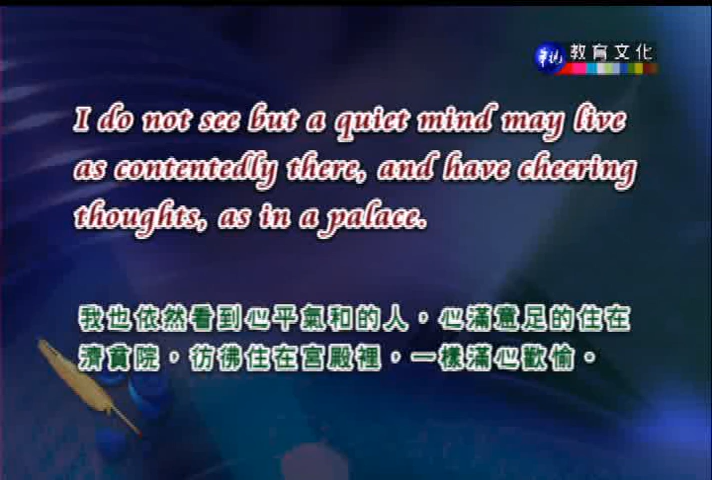 華視 教育文化
I do not see but a quiet mind may live
as contentedly there, and have cheering
thoughts, as in a palace.
我也依然看到心平氣和的人，心滿意足的住在
濟貧院，彷彿住在宮殿裡，一樣滿心歡愉。